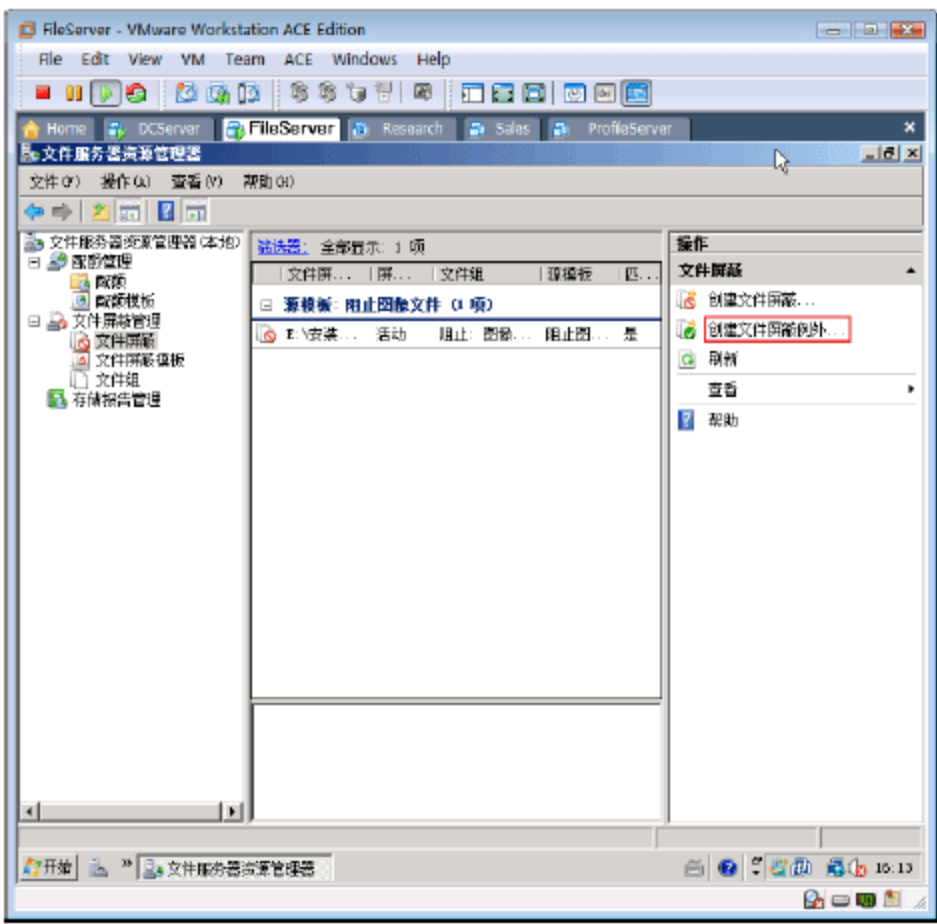 FileServer - VMware Workstation ACE Edition
File Edit View VM Team ACE Windows Help
Home DCServer FileServer Research Sales ProfileServer
文件服务器资源管理器
文件(F) 操作(A) 查看(V) 帮助(H)
文件服务器资源管理器(本地)
配额管理
配额
配额模板
文件屏蔽管理
文件屏蔽
文件屏蔽模板
文件组
存储报告管理
筛选器: 全部显示: 1 项
文件屏... 屏... 文件组 源模板 匹...
源模板: 阻止图像文件 (1 项)
E:\安装... 活动 阻止: 图像... 阻止图... 是
操作
文件屏蔽
创建文件屏蔽...
创建文件屏蔽例外...
刷新
查看
帮助
开始 » 文件服务器资源管理器 15:13